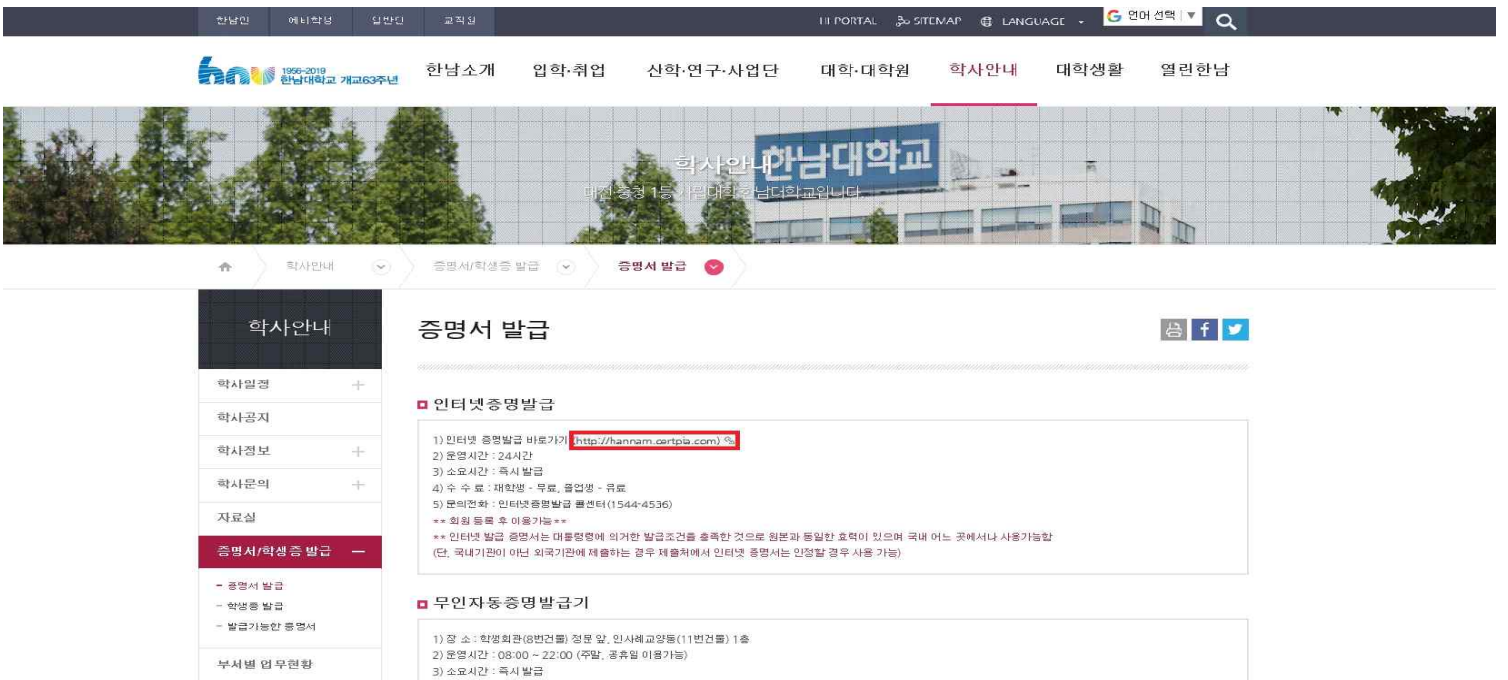 한남인 예비학생 일반인 교직원 PORTAL SITEMAP LANGUAGE G 언어 선택 ▼
hnu 1956-2019
한남대학교 개교63주년
한남소개 입학·취업 산학·연구·사업단 대학·대학원 학사안내 대학생활 열린한남
한남대학교
학사안내
대전·충청 1등 사립대학 한남대학교입니다.
학사안내 증명서/학생증 발급 증명서 발급
학사안내
학사일정 +
학사공지
학사정보 +
학사문의 +
자료실
증명서/학생증 발급 —
- 증명서 발급
- 학생증 발급
- 발급가능한 증명서
부서별 업무현황
증명서 발급
인터넷증명발급
1) 인터넷 증명발급 바로가기 (http://hannam.certpia.com)
2) 운영시간 : 24시간
3) 소요시간 : 즉시 발급
4) 수 수 료 : 재학생 - 무료, 졸업생 - 유료
5) 문의전화 : 인터넷증명발급 콜센터(1544-4536)
** 회원 등록 후 이용가능**
** 인터넷 발급 증명서는 대통령령에 의거한 발급조건을 충족한 것으로 원본과 동일한 효력이 있으며 국내 어느 곳에서나 사용가능함
(단, 국내기관이 아닌 외국기관에 제출하는 경우 제출처에서 인터넷 증명서는 인정할 경우 사용 가능)
무인자동증명발급기
1) 장 소 : 학생회관(8번건물) 정문 앞, 인사례교양동(11번건물) 1층
2) 운영시간 : 08:00 ~ 22:00 (주말, 공휴일 이용가능)
3) 소요시간 : 즉시 발급